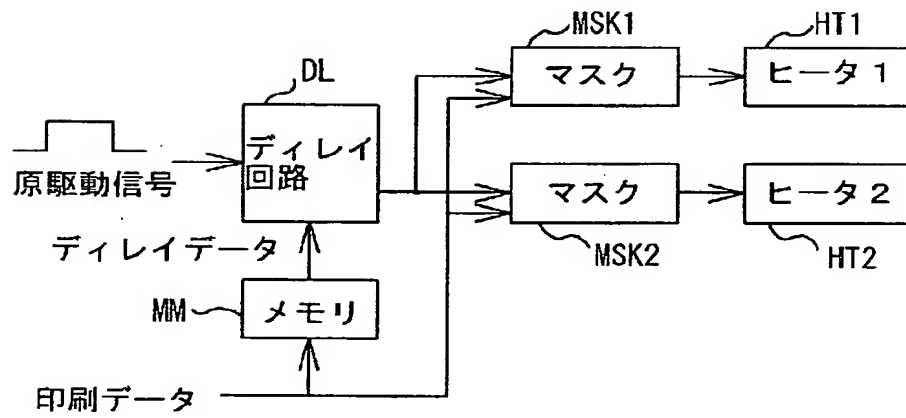 MSK1
HT1
DL
マスク
ヒータ1
ディレイ
回路
原駆動信号
マスク
ヒータ2
ディレイデータ
MSK2
HT2
MM
メモリ
印刷データ